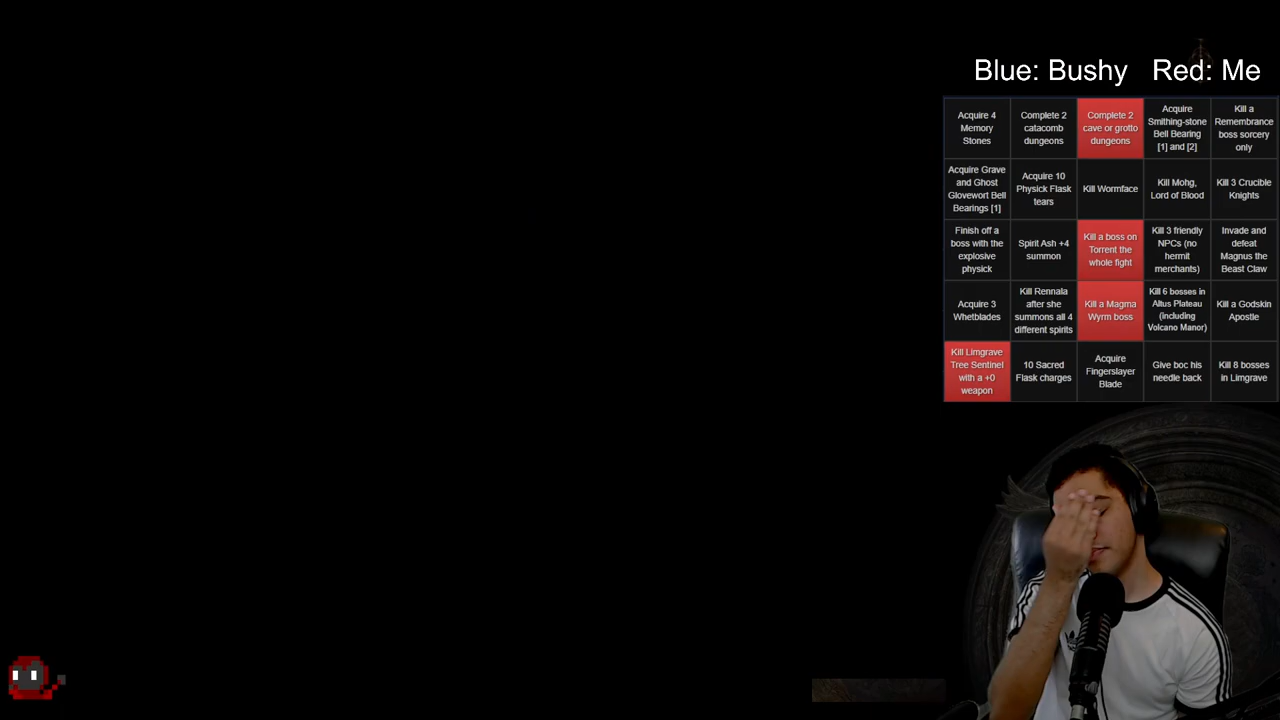 Blue: Bushy Red: Me
Acquire 4
Memory
Stones
Complete 2
catacomb
dungeons
Complete 2
cave or grotto
dungeons
Acquire
Smithing-stone
Bell Bearing
[1] and [2]
Kill a
Remembrance
boss sorcery
only
Acquire Grave
and Ghost
Glovewort Bell
Bearings [1]
Acquire 10
Physick Flask
tears
Kill Wormface
Kill Mohg,
Lord of Blood
Kill 3 Crucible
Knights
Finish off a
boss with the
explosive
physick
Spirit Ash +4
summon
Kill a boss on
Torrent the
whole fight
Kill 3 friendly
NPCs (no
hermit
merchants)
Invade and
defeat
Magnus the
Beast Claw
Acquire 3
Whetblades
Kill Rennala
after she
summons all 4
different spirits
Kill a Magma
Wyrm boss
Kill 6 bosses in
Altus Plateau
(including
Volcano Manor)
Kill a Godskin
Apostle
Kill Limgrave
Tree Sentinel
with a +0
weapon
10 Sacred
Flask charges
Acquire
Fingerslayer
Blade
Give boc his
needle back
Kill 8 bosses
in Limgrave